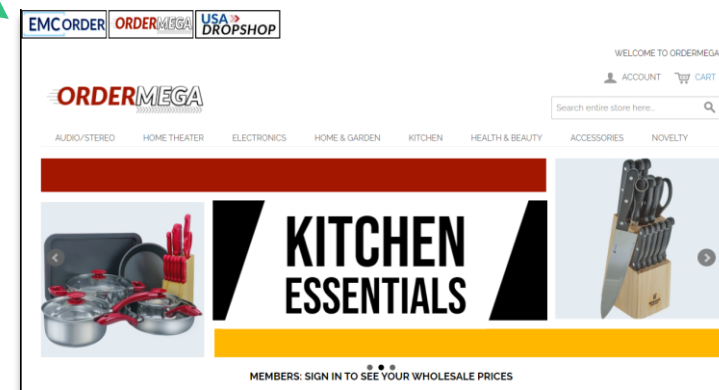 EMCORDER ORDERMEGA USA DROPSHOP
WELCOME TO ORDERMEGA
ACCOUNT CART
ORDERMEGA
Search entire store here...
AUDIO/STEREO HOME THEATER ELECTRONICS HOME & GARDEN KITCHEN HEALTH & BEAUTY ACCESSORIES NOVELTY
KITCHEN
ESSENTIALS
MEMBERS: SIGN IN TO SEE YOUR WHOLESALE PRICES